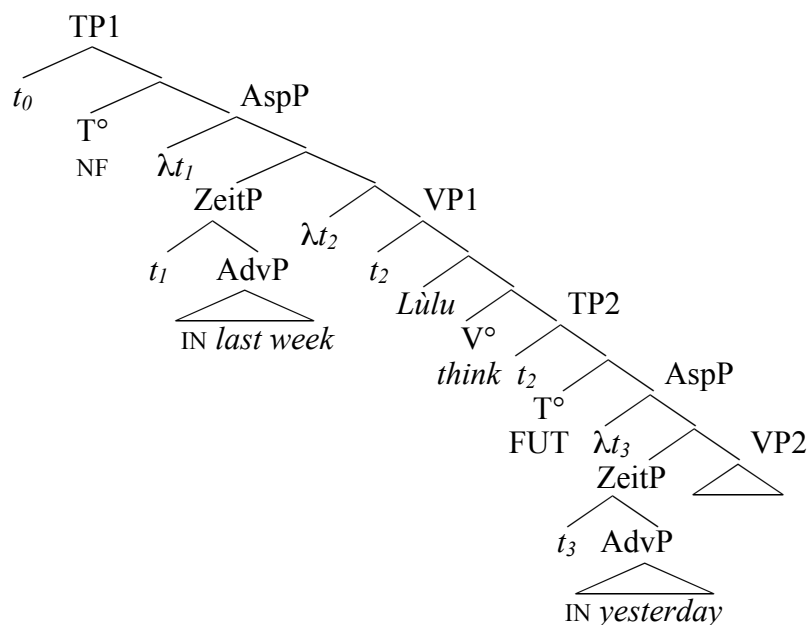 TP1
t₀ AspP
T°
NF λt₁
ZeitP VP1
λt₂
t₁ AdvP t₂
Lùlu TP2
IN last week V°
think t₂ AspP
T°
FUT λt₃ VP2
ZeitP
t₃ AdvP
IN yesterday